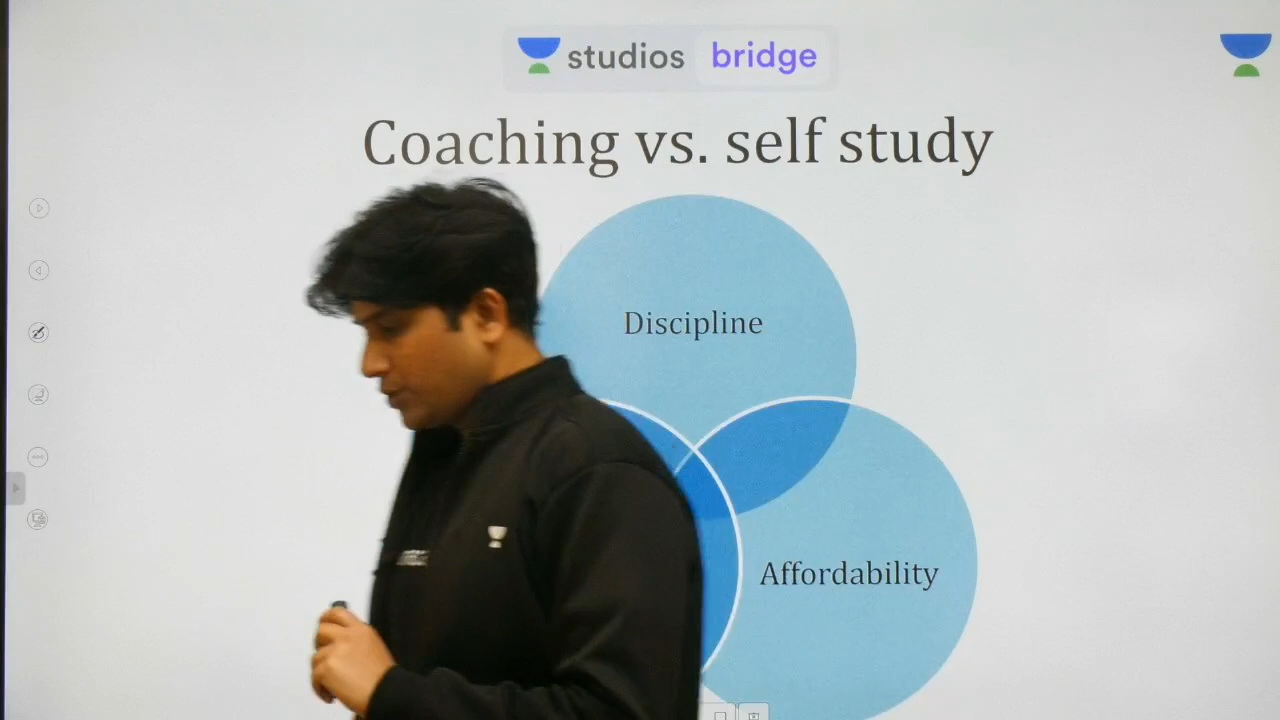 studios bridge
Coaching vs. self study
Discipline
Affordability